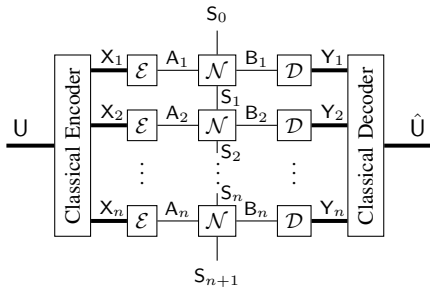 S₀
X₁ ℰ A₁ 𝒩 B₁ 𝒟 Y₁
S₁
X₂ ℰ A₂ 𝒩 B₂ 𝒟 Y₂
S₂
U Classical Encoder ⋮ ⋮ ⋮ Classical Decoder Û
Sₙ
Xₙ ℰ Aₙ 𝒩 Bₙ 𝒟 Yₙ
Sₙ₊₁